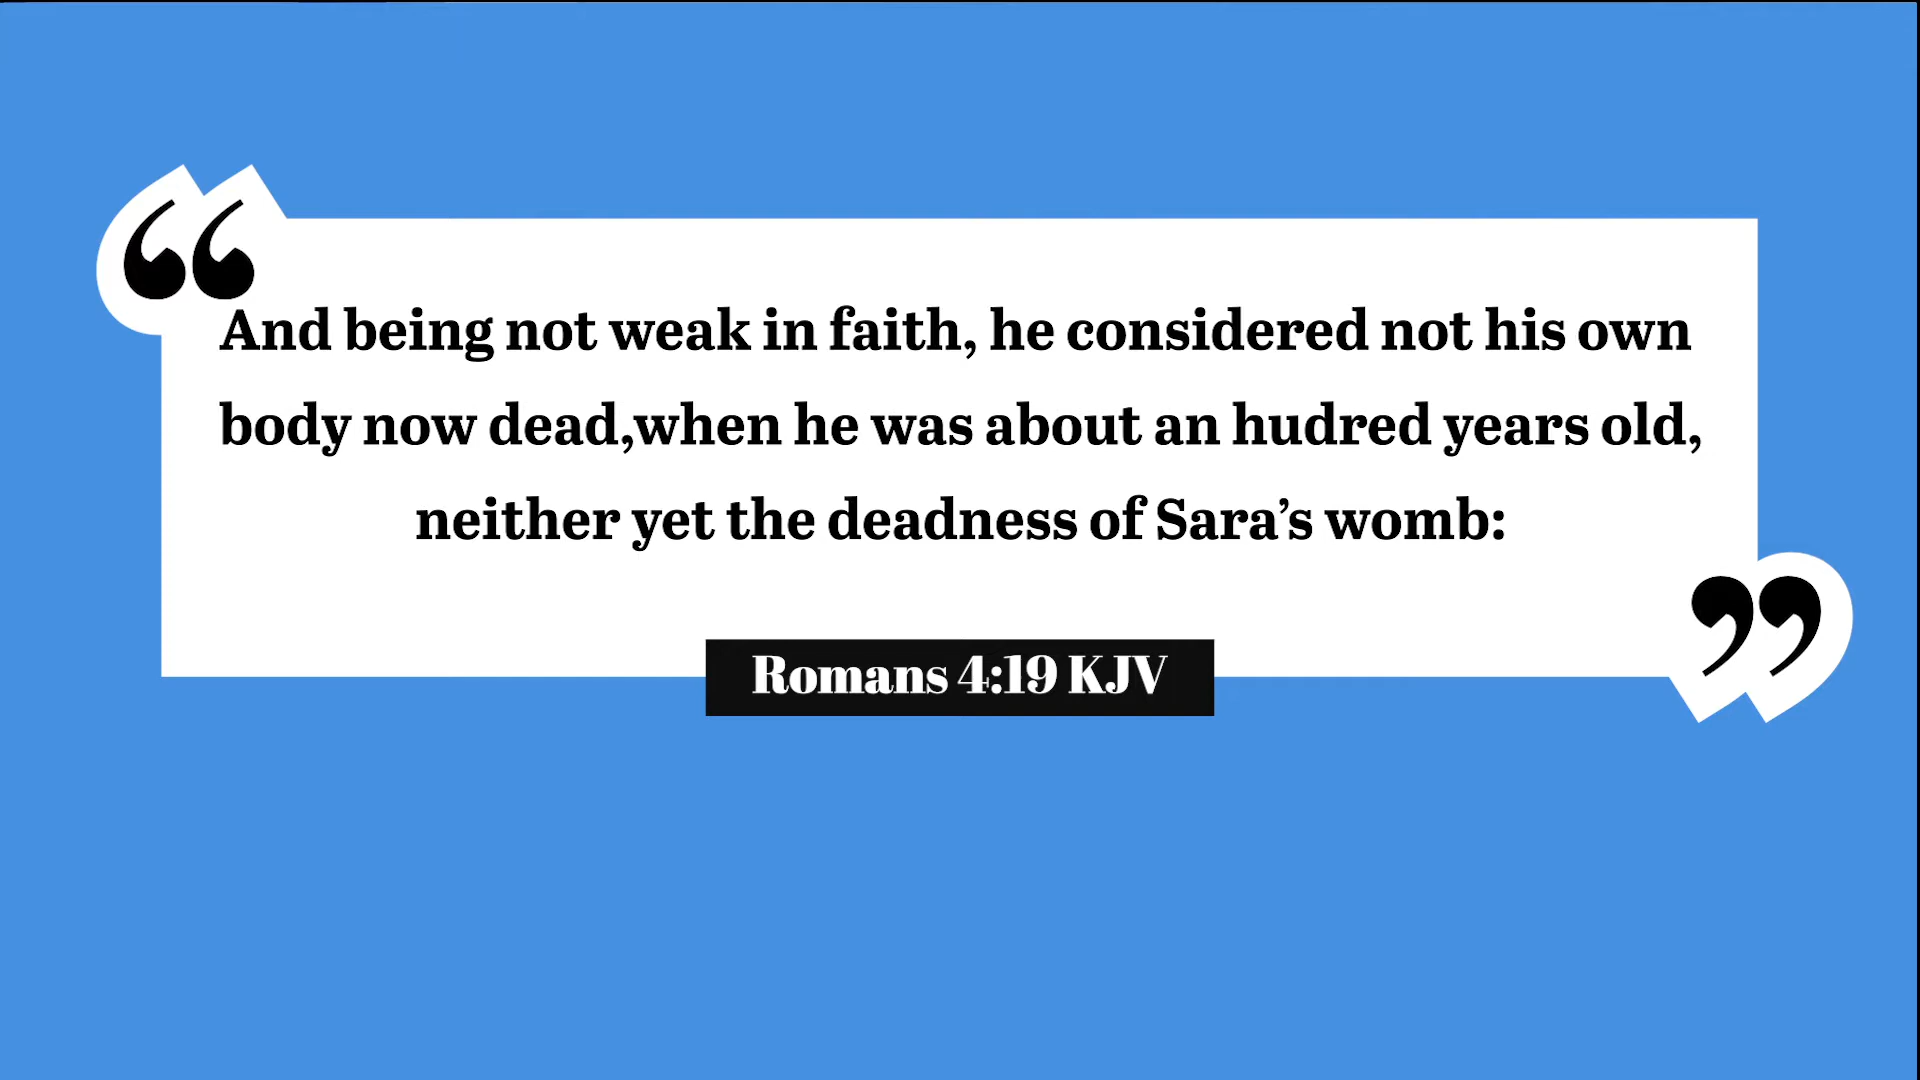 “
And being not weak in faith, he considered not his own
body now dead,when he was about an hudred years old,
neither yet the deadness of Sara’s womb:
”
Romans 4:19 KJV